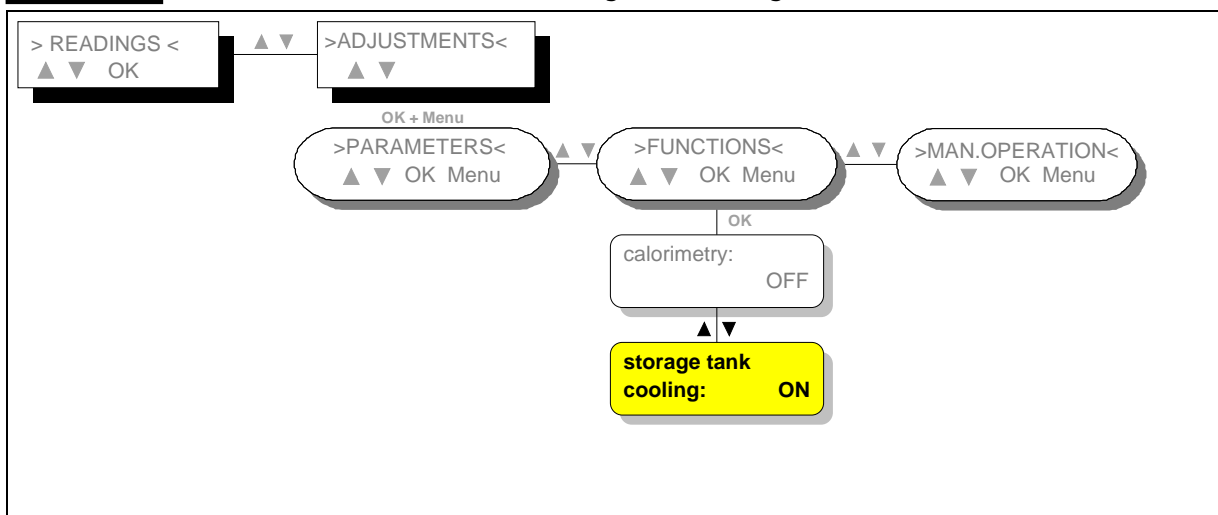 > READINGS <
▲ ▼ OK
▲ ▼
>ADJUSTMENTS<
▲ ▼
OK + Menu
>PARAMETERS<
▲ ▼ OK Menu
▲ ▼
>FUNCTIONS<
▲ ▼ OK Menu
▲ ▼
>MAN.OPERATION<
▲ ▼ OK Menu
OK
calorimetry:
OFF
▲ ▼
storage tank
cooling: ON